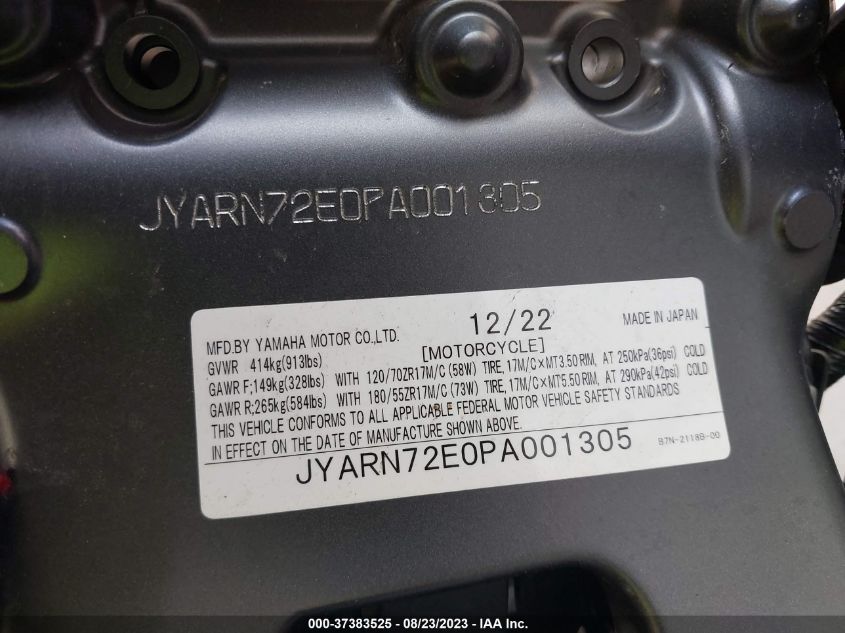 JYARN72E0PA001305
MFD.BY YAMAHA MOTOR CO.,LTD. 12/22 MADE IN JAPAN
GVWR 414kg(913lbs) [MOTORCYCLE]
GAWR F;149kg(328lbs) WITH 120/70ZR17M/C (58W) TIRE, 17M/C×MT3.50 RIM, AT 250kPa(36psi) COLD
GAWR R;265kg(584lbs) WITH 180/55ZR17M/C (73W) TIRE, 17M/C×MT5.50 RIM, AT 290kPa(42psi) COLD
THIS VEHICLE CONFORMS TO ALL APPLICABLE FEDERAL MOTOR VEHICLE SAFETY STANDARDS
IN EFFECT ON THE DATE OF MANUFACTURE SHOWN ABOVE.
JYARN72E0PA001305 B7N-2118B-00
000-37383525 - 08/23/2023 - IAA Inc.